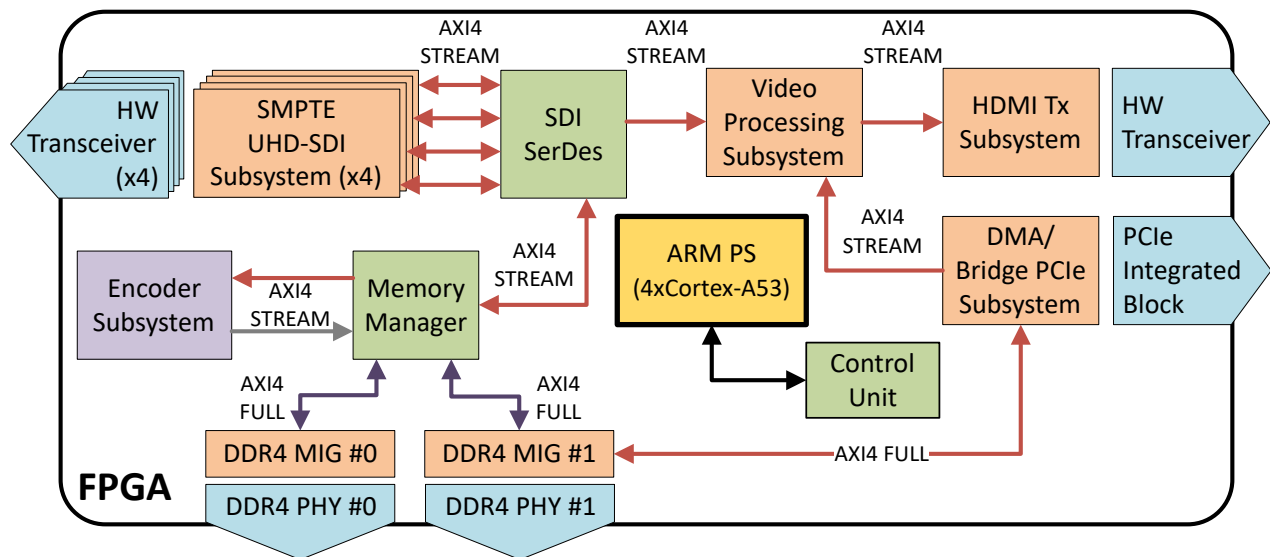 AXI4
STREAM
AXI4
STREAM
AXI4
STREAM
HW
Transceiver
(x4)
SMPTE
UHD-SDI
Subsystem (x4)
SDI
SerDes
Video
Processing
Subsystem
HDMI Tx
Subsystem
HW
Transceiver
Encoder
Subsystem
AXI4
STREAM
Memory
Manager
AXI4
STREAM
ARM PS
(4xCortex-A53)
AXI4
STREAM
DMA/
Bridge PCIe
Subsystem
PCIe
Integrated
Block
Control
Unit
AXI4
FULL
AXI4
FULL
DDR4 MIG #0
DDR4 MIG #1
AXI4 FULL
FPGA
DDR4 PHY #0
DDR4 PHY #1